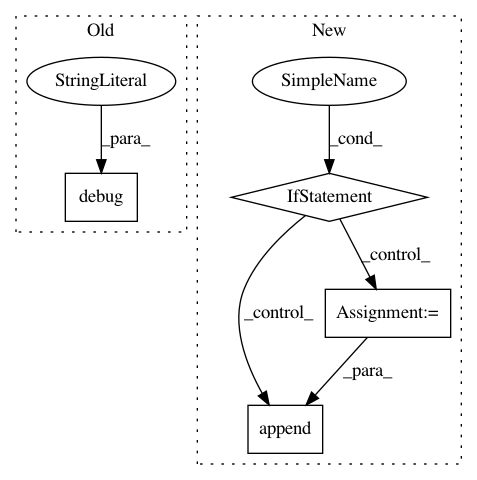 Old
New
StringLiteral
SimpleName
_para_
_cond_
debug
IfStatement
_control_
_control_
Assignment:=
_para_
append